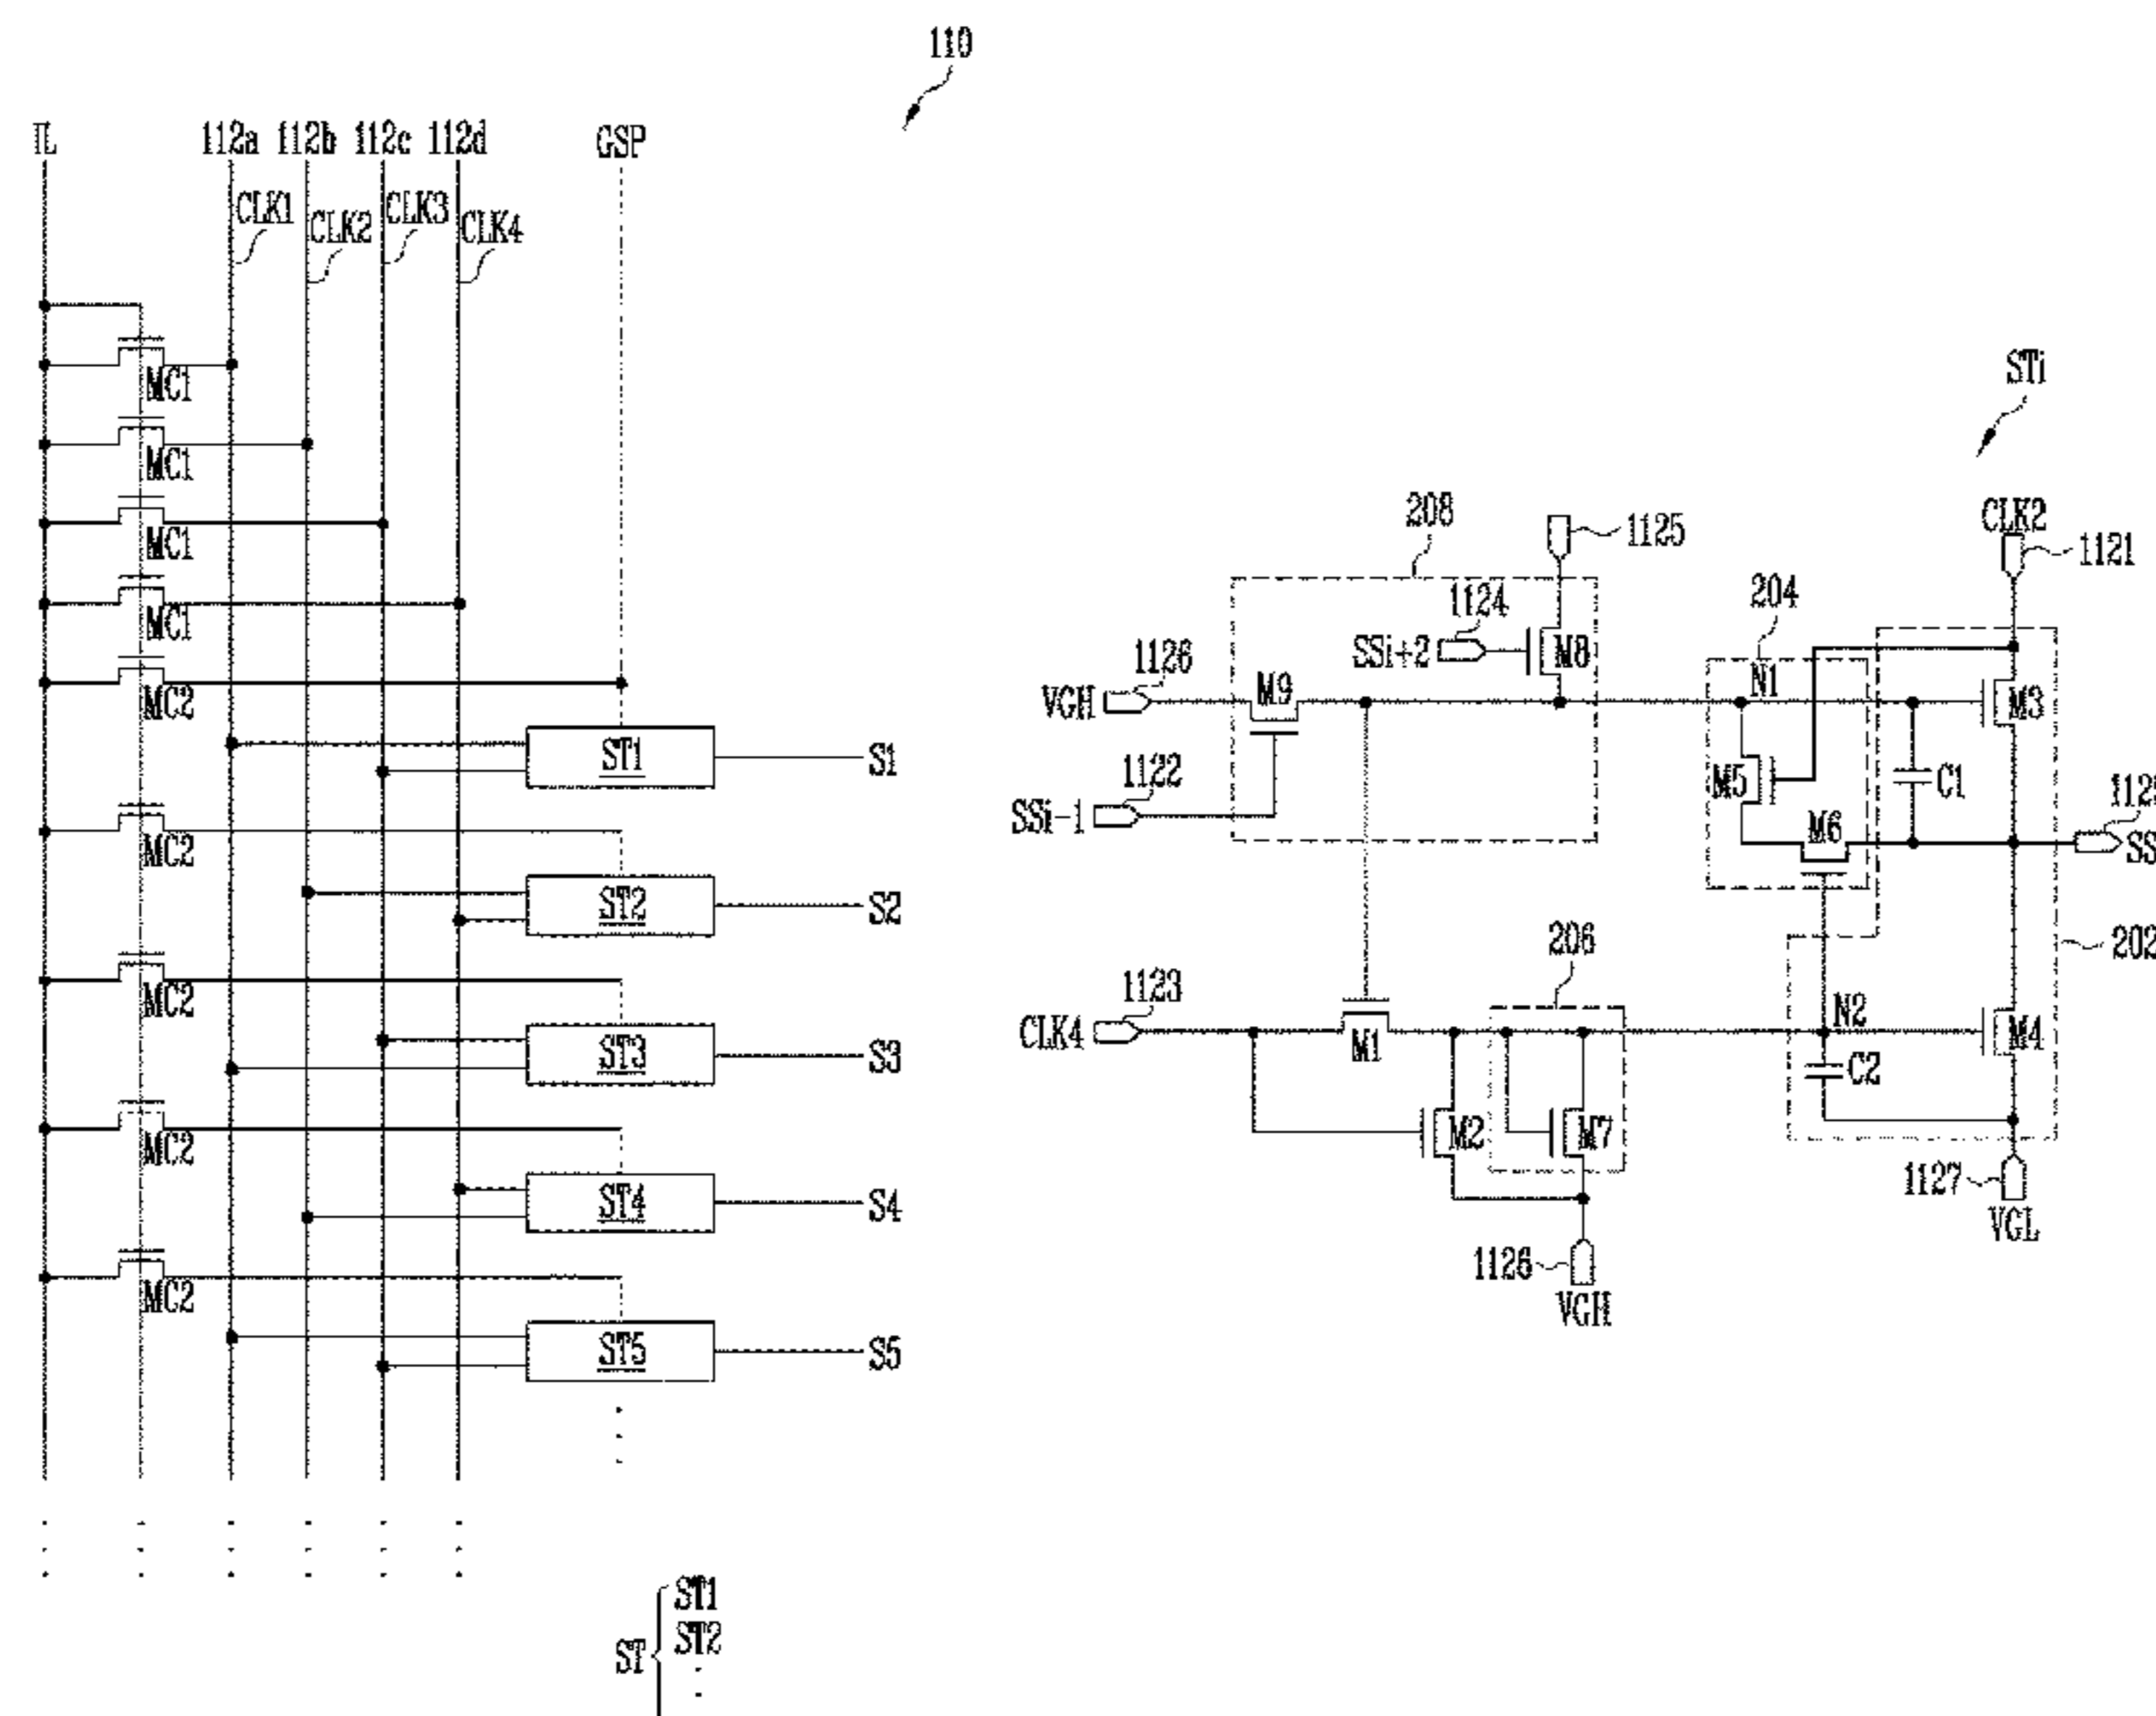 110
IL
112a 112b 112c 112d
GSP
CLK1
CLK2
CLK3
CLK4
MC1
MC1
MC1
MC1
MC2
ST1
S1
MC2
ST2
S2
MC2
ST3
S3
MC2
ST4
S4
MC2
ST5
S5
ST
ST1
ST2
STi
CLK2
1121
208
1125
1124
SSi+2
M8
204
1126
VGH
M9
N1
M3
1122
SSi-1
M5
C1
M6
SS
202
206
1123
CLK4
M1
N2
M4
C2
M2
M7
1127
VGL
1126
VGH